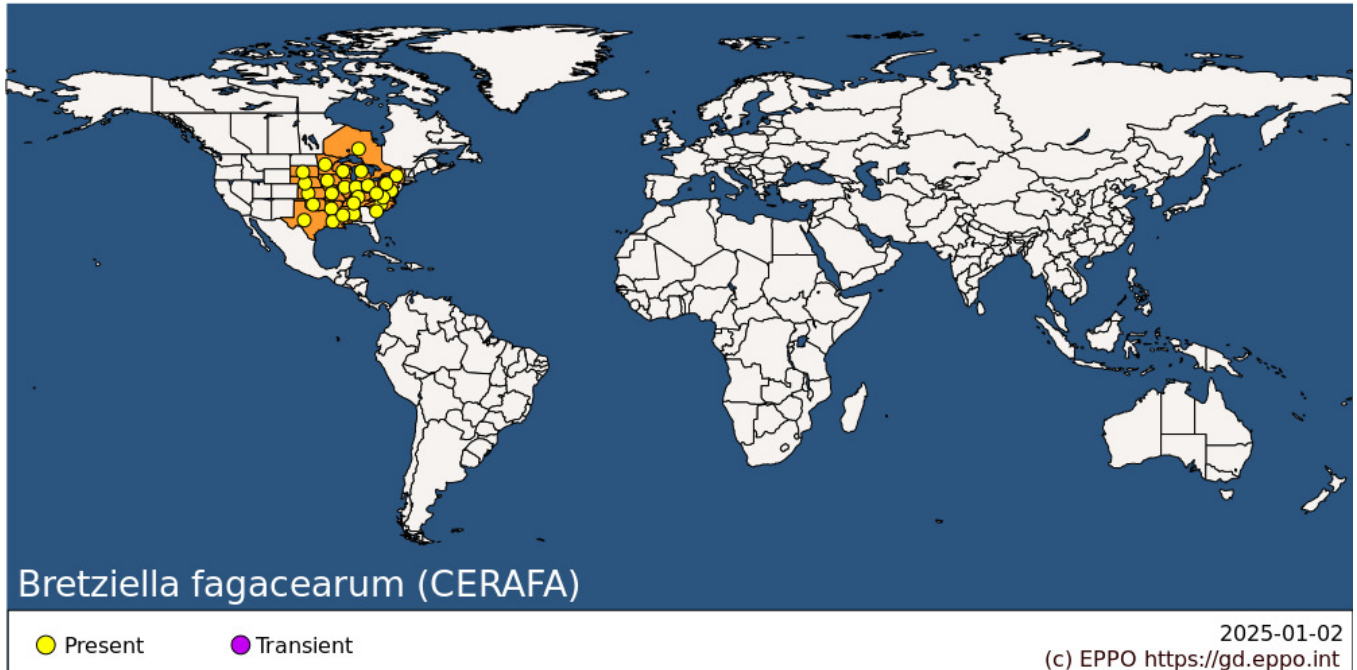 Bretziella fagacearum (CERAFA)
Present
Transient
2025-01-02
(c) EPPO https://gd.eppo.int